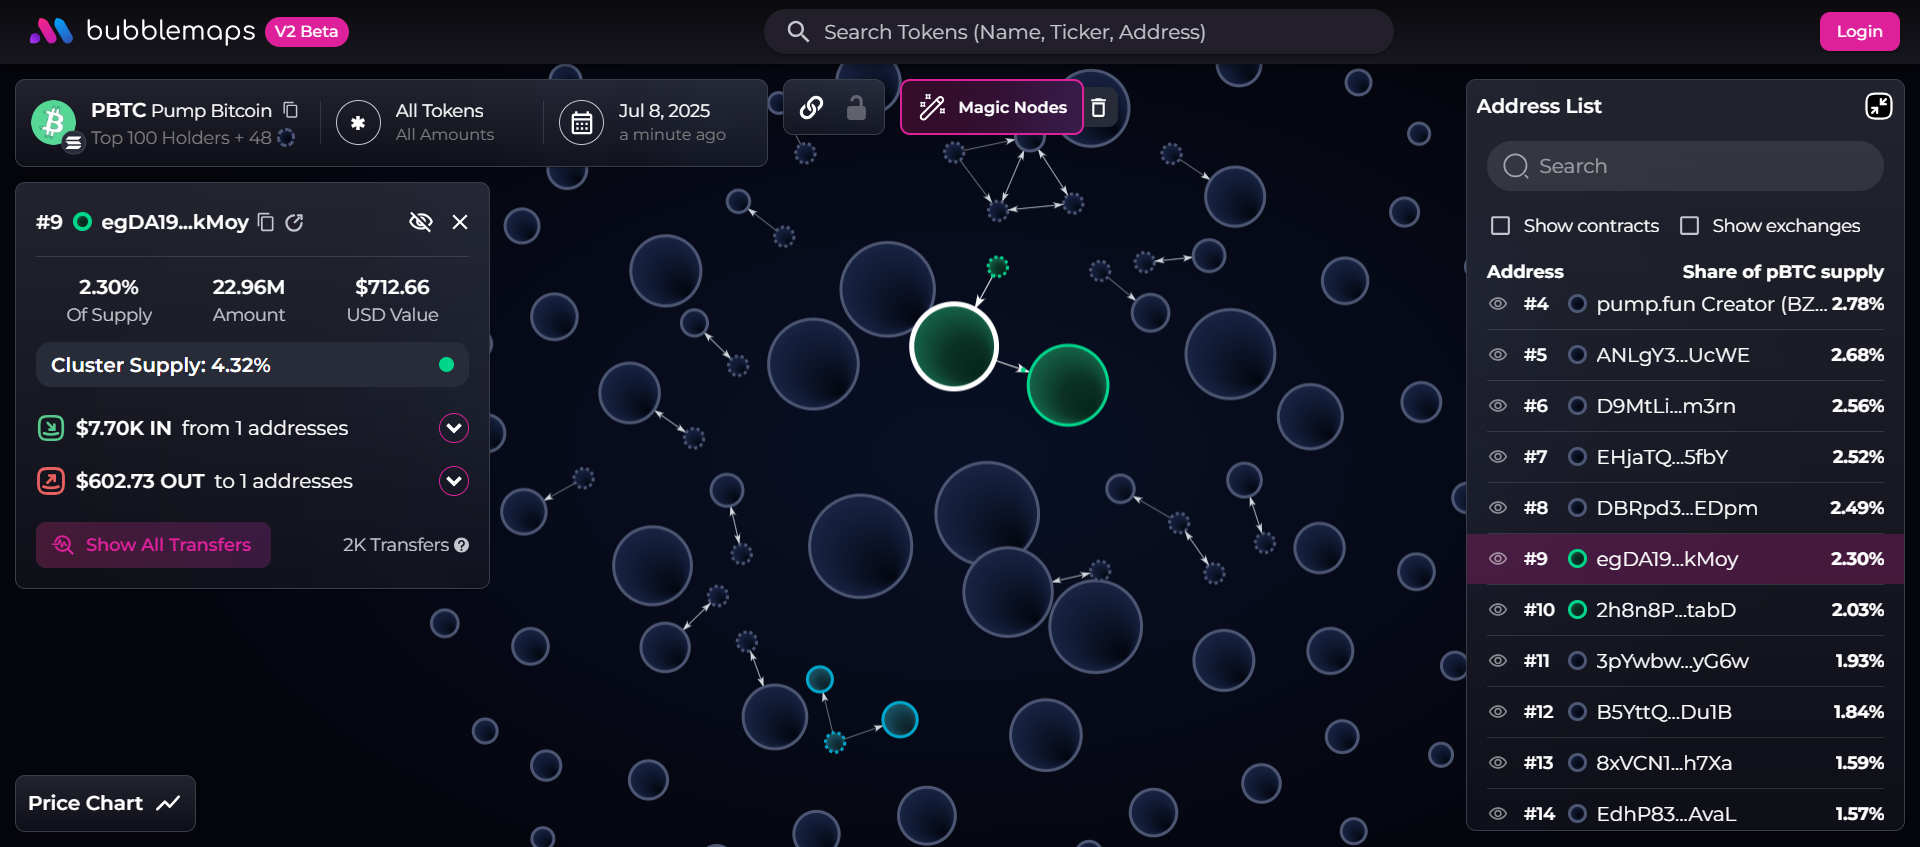 bubblemaps V2 Beta
Search Tokens (Name, Ticker, Address)
Login
PBTC Pump Bitcoin
Top 100 Holders + 48
All Tokens
All Amounts
Jul 8, 2025
a minute ago
Magic Nodes
#9 egDA19...kMoy
2.30% 22.96M $712.66
Of Supply Amount USD Value
Cluster Supply: 4.32%
$7.70K IN from 1 addresses
$602.73 OUT to 1 addresses
Show All Transfers 2K Transfers ?
Price Chart
Address List
Search
Show contracts Show exchanges
Address Share of pBTC supply
#4 pump.fun Creator (BZ... 2.78%
#5 ANLgY3...UcWE 2.68%
#6 D9MtLi...m3rn 2.56%
#7 EHjaTQ...5fbY 2.52%
#8 DBRpd3...EDpm 2.49%
#9 egDA19...kMoy 2.30%
#10 2h8n8P...tabD 2.03%
#11 3pYwbw...yG6w 1.93%
#12 B5YttQ...Du1B 1.84%
#13 8xVCN1...h7Xa 1.59%
#14 EdhP83...AvaL 1.57%